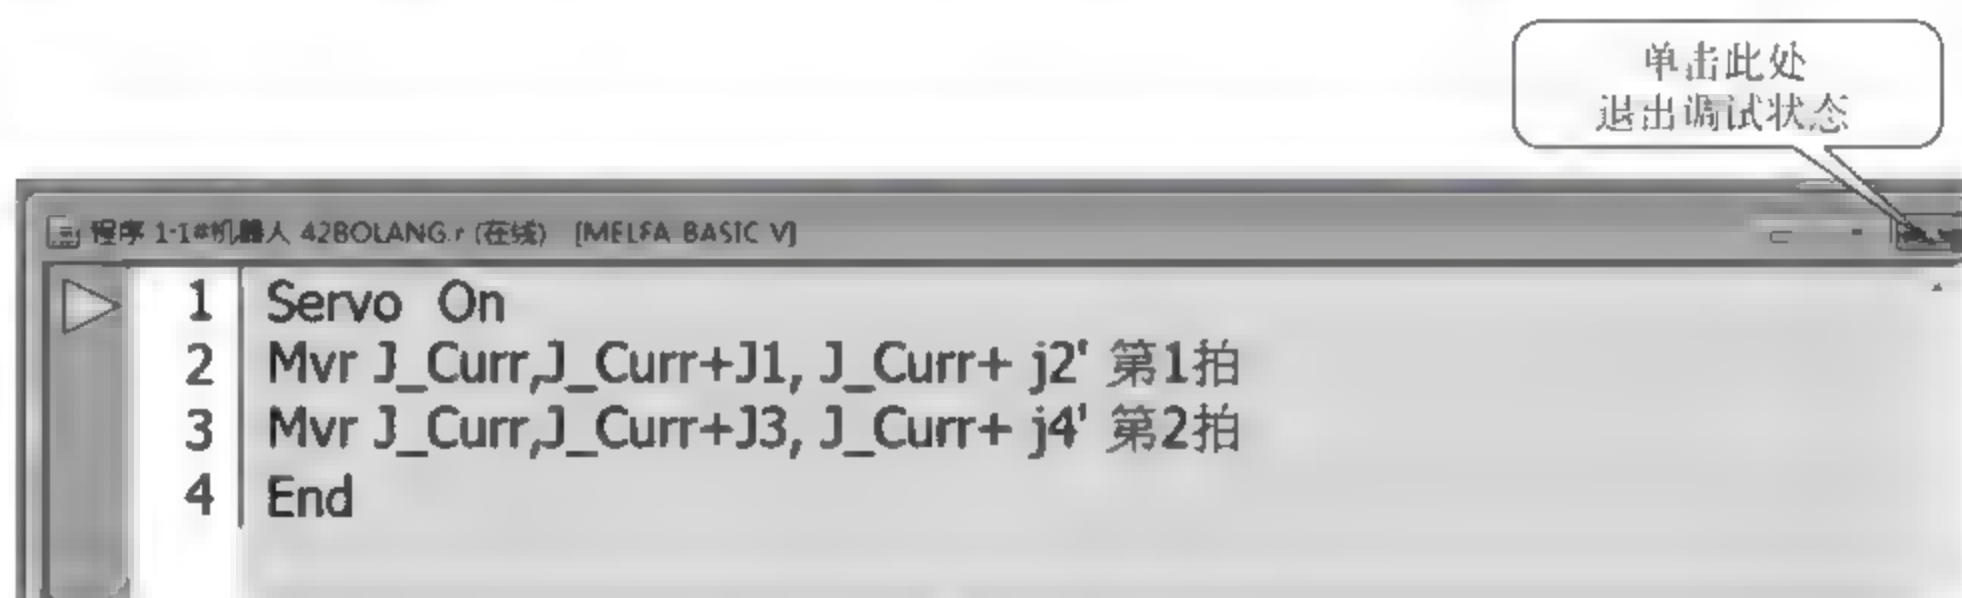 单击此处
退出调试状态
程序 1-1#机器人 42BOLANG.r (在线) [MELFA BASIC V]
1 Servo On
2 Mvr J_Curr,J_Curr+J1, J_Curr+ j2' 第1拍
3 Mvr J_Curr,J_Curr+J3, J_Curr+ j4' 第2拍
4 End